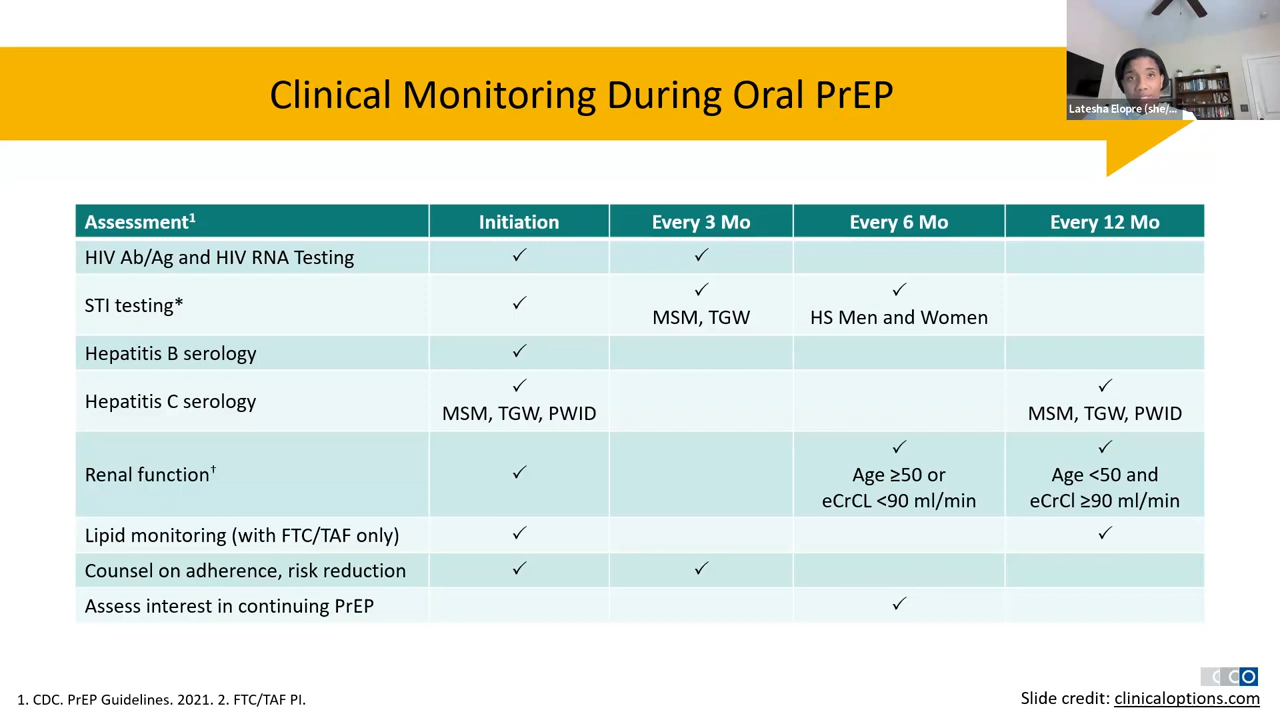 Clinical Monitoring During Oral PrEP
Latesha Elopre (she/...
Assessment1 Initiation Every 3 Mo Every 6 Mo Every 12 Mo
HIV Ab/Ag and HIV RNA Testing ✓ ✓
STI testing* ✓ ✓ ✓
MSM, TGW HS Men and Women
Hepatitis B serology ✓
Hepatitis C serology ✓ ✓
MSM, TGW, PWID MSM, TGW, PWID
Renal function† ✓ ✓ ✓
Age ≥50 or Age <50 and
eCrCL <90 ml/min eCrCl ≥90 ml/min
Lipid monitoring (with FTC/TAF only) ✓ ✓
Counsel on adherence, risk reduction ✓ ✓
Assess interest in continuing PrEP ✓
CCO
1. CDC. PrEP Guidelines. 2021. 2. FTC/TAF PI.
Slide credit: clinicaloptions.com